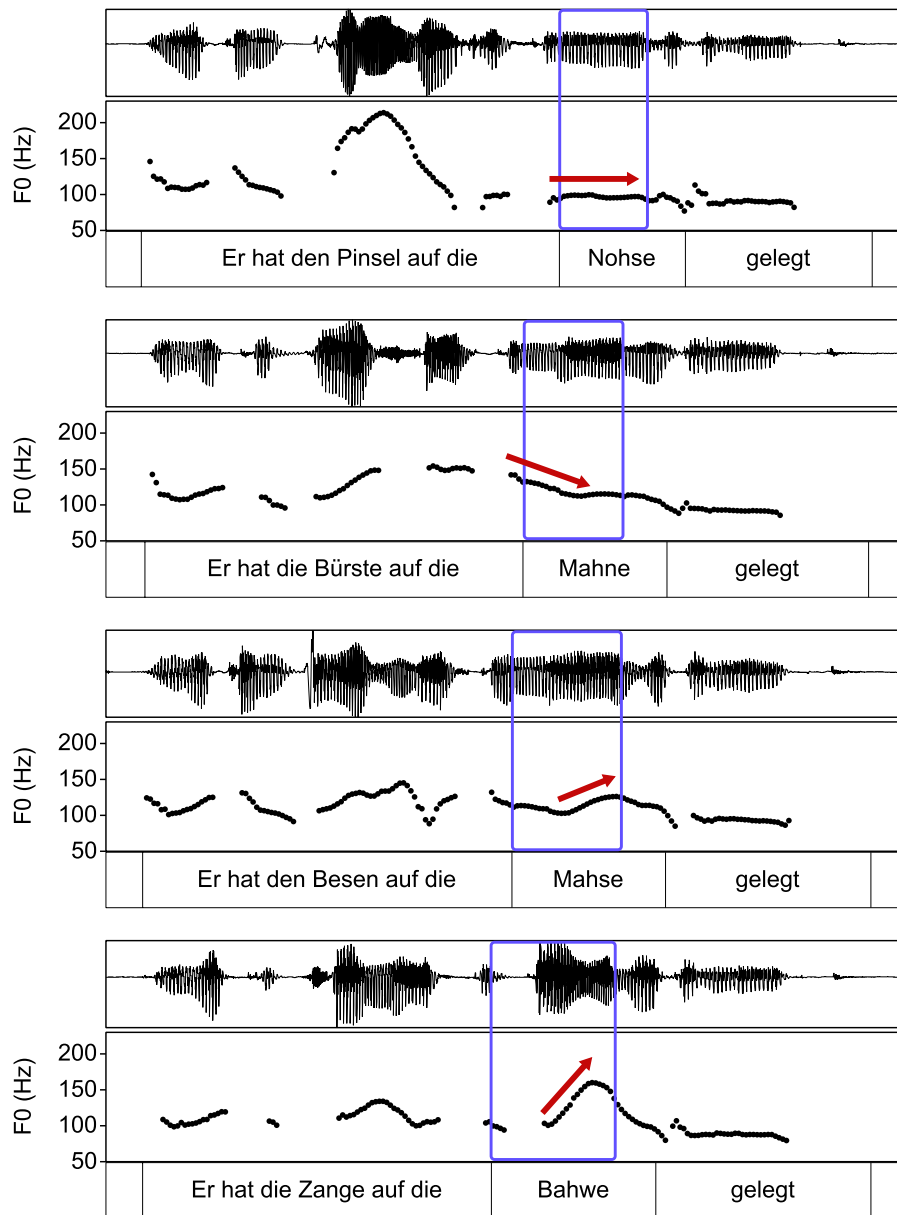 F0 (Hz)
200
150
100
50
Er hat den Pinsel auf die Nohse gelegt
F0 (Hz)
200
150
100
50
Er hat die Bürste auf die Mahne gelegt
F0 (Hz)
200
150
100
50
Er hat den Besen auf die Mahse gelegt
F0 (Hz)
200
150
100
50
Er hat die Zange auf die Bahwe gelegt